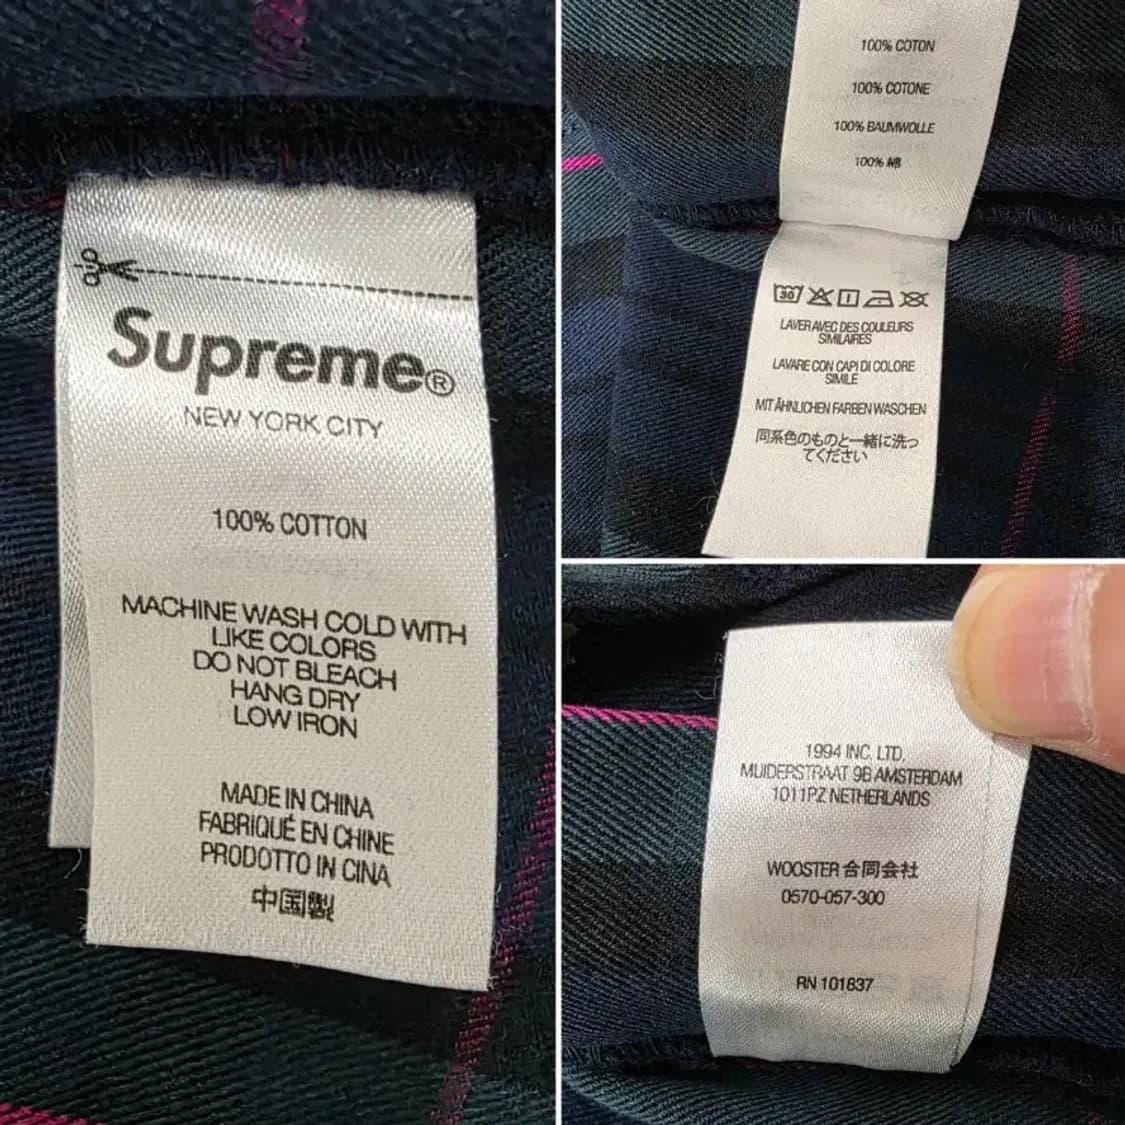 Supreme®
NEW YORK CITY
100% COTTON
MACHINE WASH COLD WITH
LIKE COLORS
DO NOT BLEACH
HANG DRY
LOW IRON
MADE IN CHINA
FABRIQUÉ EN CHINE
PRODOTTO IN CINA
中国製
100% COTON
100% COTONE
100% BAUMWOLLE
100% 綿
30
LAVER AVEC DES COULEURS
SIMILAIRES
LAVARE CON CAPI DI COLORE
SIMILE
MIT ÄHNLICHEN FARBEN WASCHEN
同系色のものと一緒に洗っ
てください
1994 INC. LTD.
MUIDERSTRAAT 9B AMSTERDAM
1011PZ NETHERLANDS
WOOSTER 合同会社
0570-057-300
RN 101837